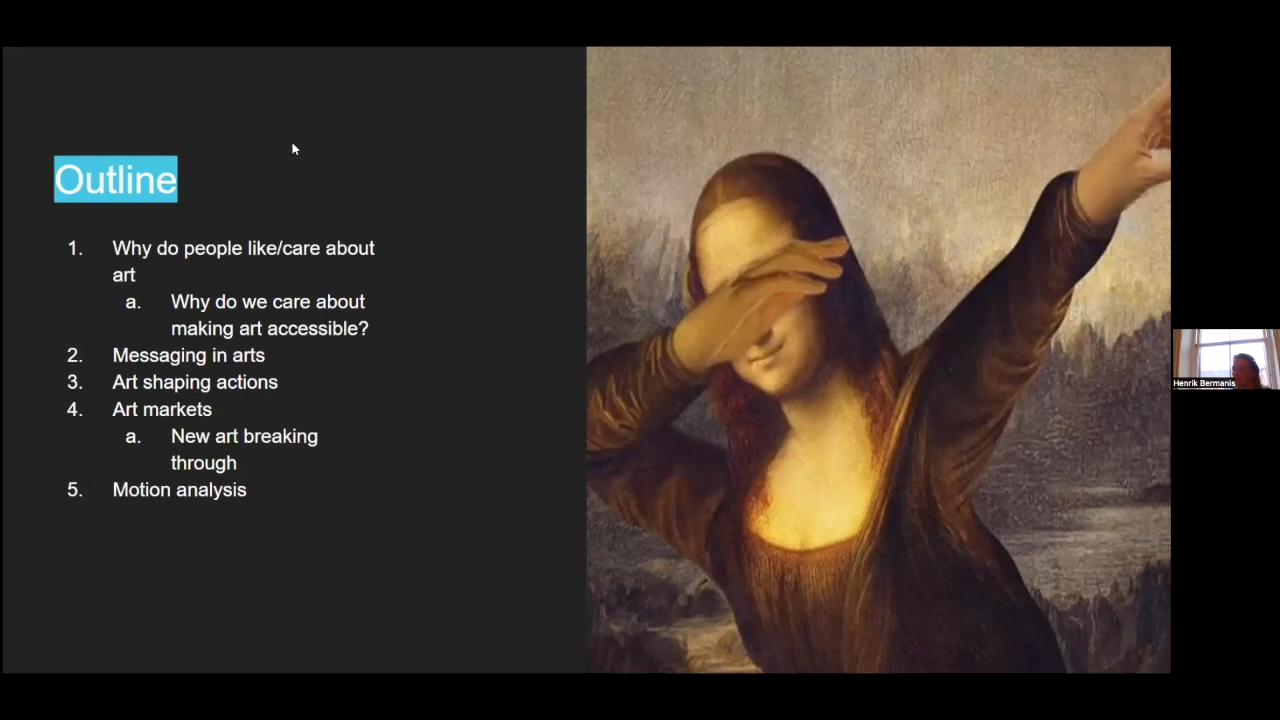 Outline
1. Why do people like/care about
art
a. Why do we care about
making art accessible?
2. Messaging in arts
3. Art shaping actions
4. Art markets
a. New art breaking
through
5. Motion analysis
Henrik Bermanis